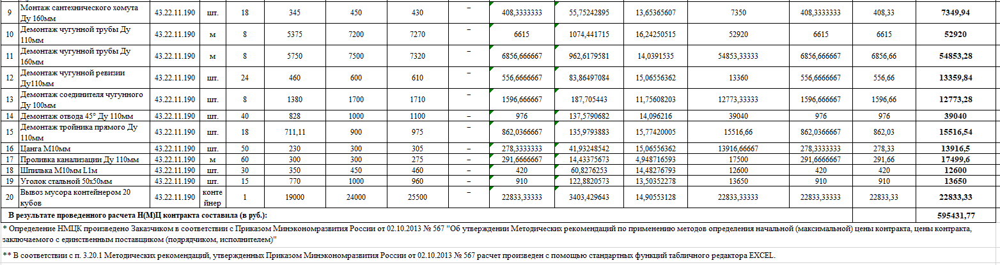 9 Монтаж сантехнического хомута Ду 160мм 43.22.11.190 шт. 18 345 450 430 – 408,3333333 55,75242895 13,65365607 7350 408,3333333 408,33 7349,94
10 Демонтаж чугунной трубы Ду 110мм 43.22.11.190 м 8 5375 7200 7270 – 6615 1074,441715 16,24250515 52920 6615 6615 52920
11 Демонтаж чугунной трубы Ду 160мм 43.22.11.190 м 8 5750 7500 7320 – 6856,666667 962,6179581 14,0391535 54853,33333 6856,666667 6856,66 54853,28
12 Демонтаж чугунной ревизии Ду110мм 43.22.11.190 шт. 24 460 600 610 – 556,6666667 83,86497084 15,06556362 13360 556,6666667 556,66 13359,84
13 Демонтаж соединителя чугунного Ду 100мм 43.22.11.190 шт. 8 1380 1700 1710 – 1596,666667 187,705443 11,75608203 12773,33333 1596,666667 1596,66 12773,28
14 Демонтаж отвода 45° Ду 110мм 43.22.11.190 шт. 40 828 1000 1100 – 976 137,5790682 14,096216 39040 976 976 39040
15 Демонтаж тройника прямого Ду 110мм 43.22.11.190 шт. 18 711,11 900 975 – 862,0366667 135,9793883 15,77420005 15516,66 862,0366667 862,03 15516,54
16 Цанга М10мм 43.22.11.190 шт. 50 230 300 305 – 278,3333333 41,93248542 15,06556362 13916,66667 278,3333333 278,33 13916,5
17 Проливка канализации Ду 110мм 43.22.11.190 м 60 300 300 275 – 291,6666667 14,43375673 4,948716593 17500 291,6666667 291,66 17499,6
18 Шпилька М10мм L1м 43.22.11.190 шт. 30 350 450 460 – 420 60,8276253 14,48276793 12600 420 420 12600
19 Уголок стальной 50х50мм 43.22.11.190 шт. 15 770 1000 960 – 910 122,8820573 13,50352278 13650 910 910 13650
20 Вывоз мусора контейнером 20 кубов 43.22.11.190 контейнер 1 19000 24000 25500 – 22833,33333 3403,429643 14,90553128 22833,33333 22833,33333 22833,33 22833,33
В результате проведенного расчета Н(М)Ц контракта составила (в руб.): 595431,77
* Определение НМЦК произведено Заказчиком в соответствии с Приказом Минэкономразвития России от 02.10.2013 № 567 "Об утверждении Методических рекомендаций по применению методов определения начальной (максимальной) цены контракта, цены контракта,
заключаемого с единственным поставщиком (подрядчиком, исполнителем)"
** В соответствии с п. 3.20.1 Методических рекомендаций, утвержденных Приказом Минэкономразвития России от 02.10.2013 № 567 расчет произведен с помощью стандартных функций табличного редактора EXCEL.